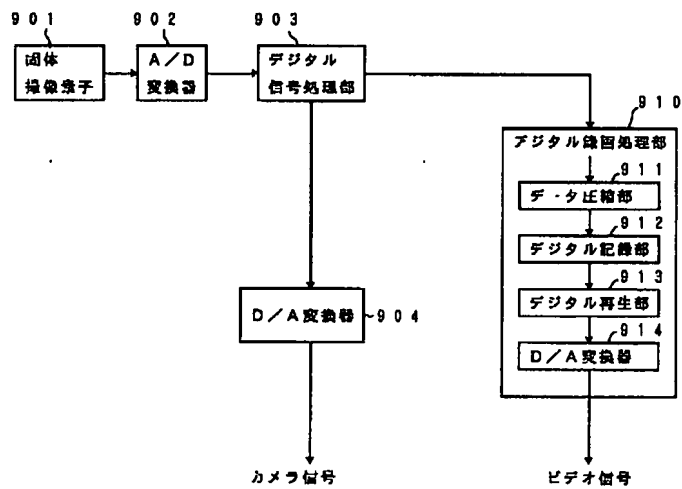 901
902
903
固体
撮像素子
A/D
変換器
デジタル
信号処理部
910
デジタル録画処理部
911
データ圧縮部
912
デジタル記録部
913
デジタル再生部
914
D/A変換器
D/A変換器
904
カメラ信号
ビデオ信号